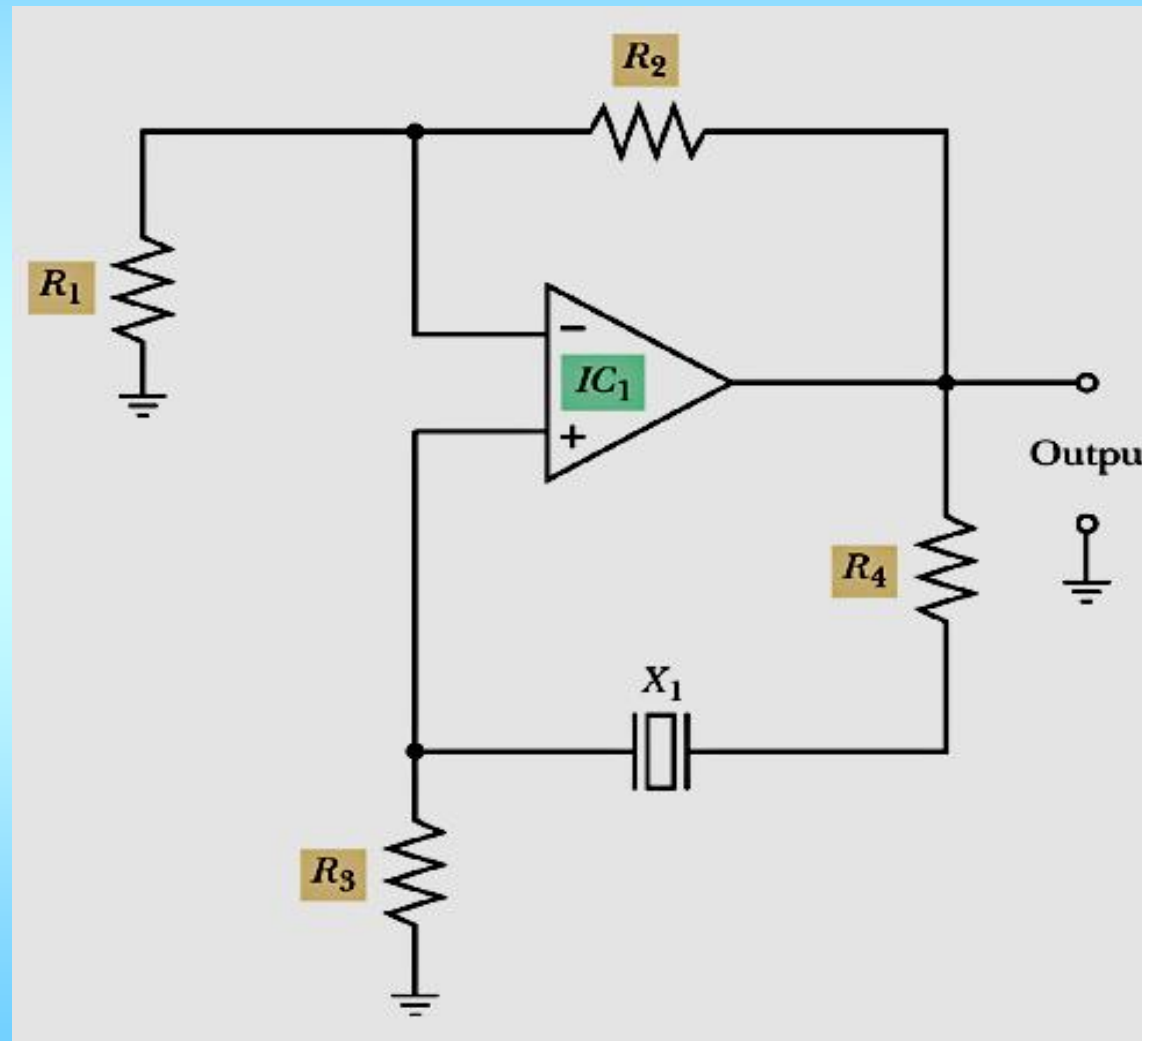 R₂
R₁
−
IC₁
+
Outpu
R₄
X₁
R₃